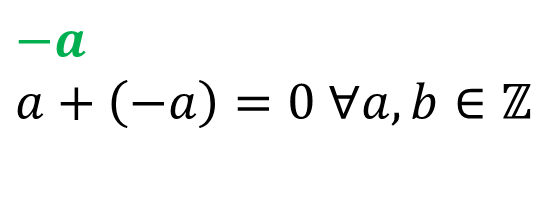 −a
a + (−a) = 0 ∀a, b ∈ ℤ